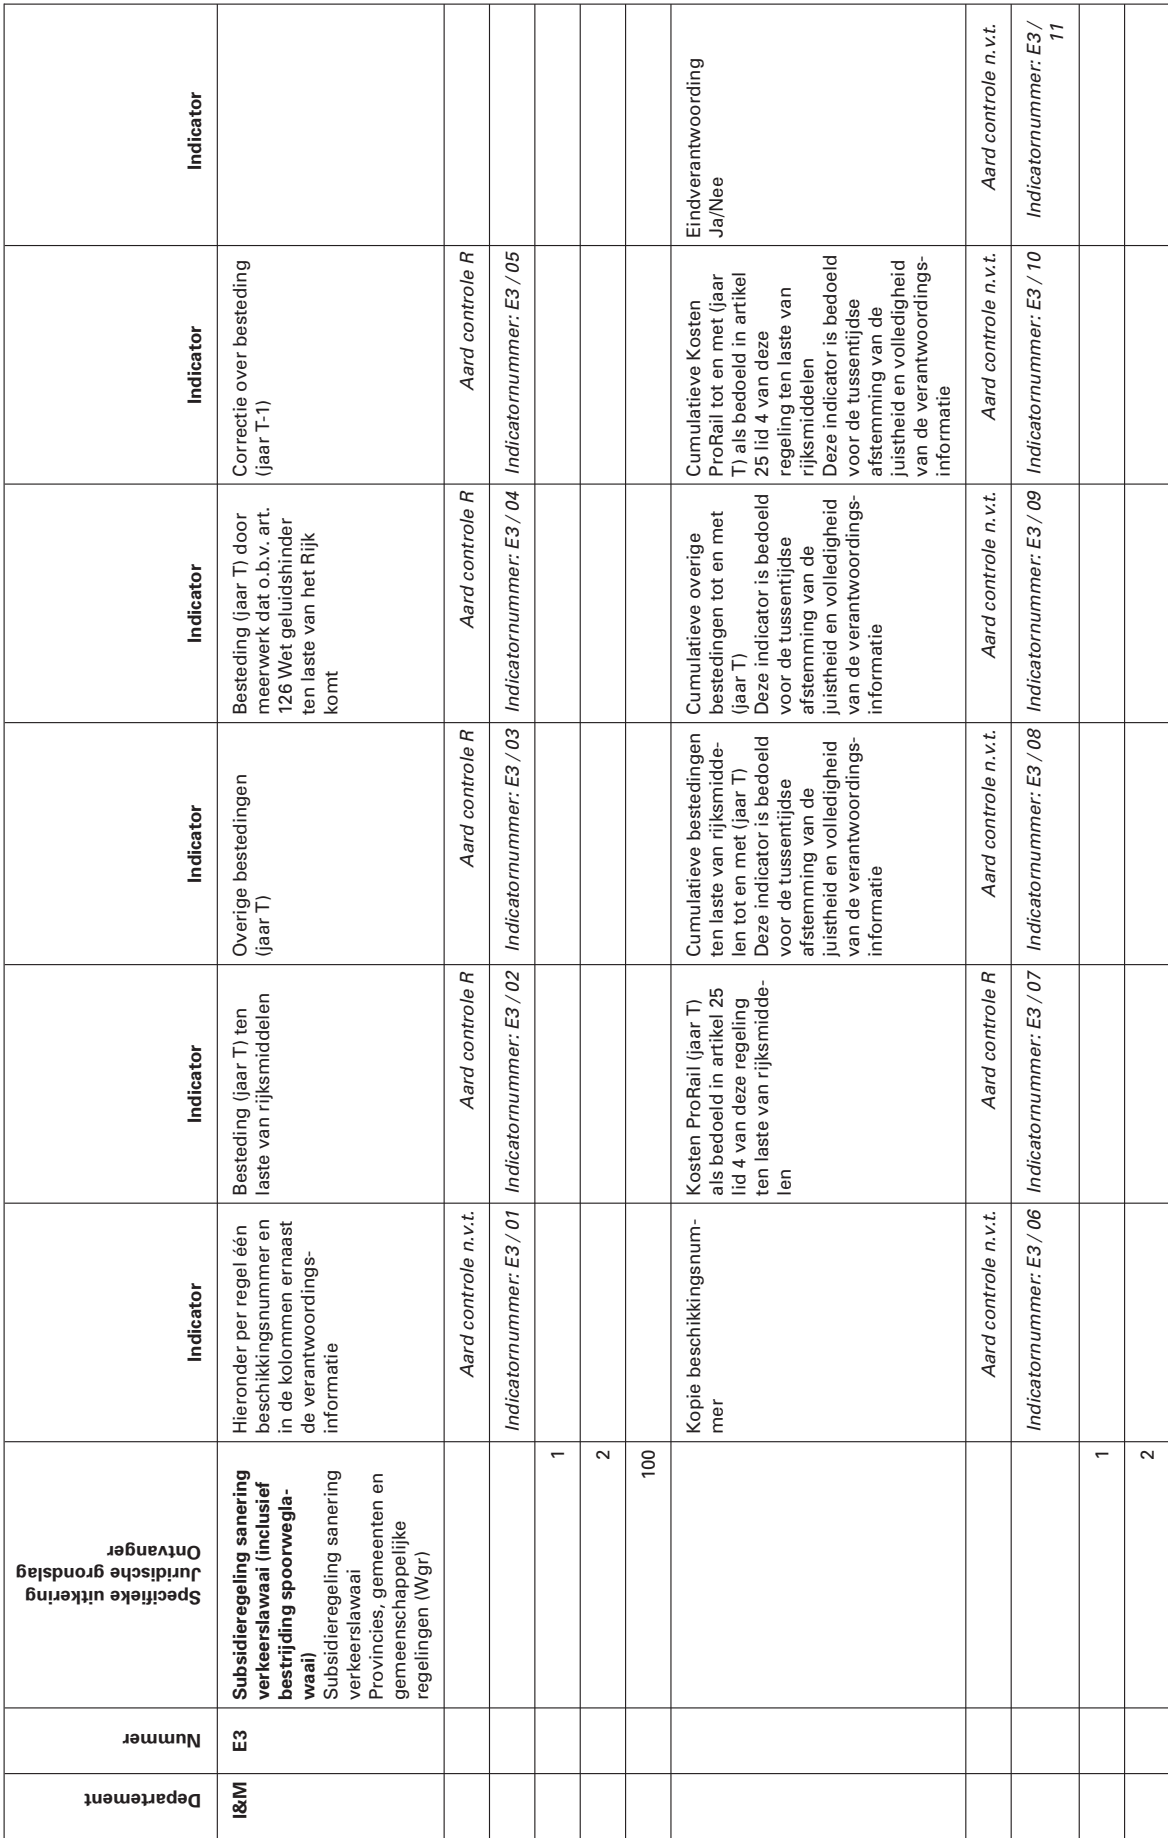 Departement
Nummer
Specifieke uitkering
Juridische grondslag
Ontvanger
Indicator
Indicator
Indicator
Indicator
Indicator
Indicator
I&M
E3
Subsidieregeling sanering
verkeerslawaai (inclusief
bestrijding spoorwegla-
waai)
Subsidieregeling sanering
verkeerslawaai
Provincies, gemeenten en
gemeenschappelijke
regelingen (Wgr)
Hieronder per regel één
beschikkingsnummer en
in de kolommen ernaast
de verantwoordings-
informatie
Besteding (jaar T) ten
laste van rijksmiddelen
Overige bestedingen
(jaar T)
Besteding (jaar T) door
meerwerk dat o.b.v. art.
126 Wet geluidshinder
ten laste van het Rijk
komt
Correctie over besteding
(jaar T-1)
Aard controle n.v.t.
Aard controle R
Aard controle R
Aard controle R
Aard controle R
Indicatornummer: E3 / 01
Indicatornummer: E3 / 02
Indicatornummer: E3 / 03
Indicatornummer: E3 / 04
Indicatornummer: E3 / 05
1
2
100
Kopie beschikkingsnum-
mer
Kosten ProRail (jaar T)
als bedoeld in artikel 25
lid 4 van deze regeling
ten laste van rijksmidde-
len
Cumulatieve bestedingen
ten laste van rijksmidde-
len tot en met (jaar T)
Deze indicator is bedoeld
voor de tussentijdse
afstemming van de
juistheid en volledigheid
van de verantwoordings-
informatie
Cumulatieve overige
bestedingen tot en met
(jaar T)
Deze indicator is bedoeld
voor de tussentijdse
afstemming van de
juistheid en volledigheid
van de verantwoordings-
informatie
Cumulatieve Kosten
ProRail tot en met (jaar
T) als bedoeld in artikel
25 lid 4 van deze
regeling ten laste van
rijksmiddelen
Deze indicator is bedoeld
voor de tussentijdse
afstemming van de
juistheid en volledigheid
van de verantwoordings-
informatie
Eindverantwoording
Ja/Nee
Aard controle n.v.t.
Aard controle R
Aard controle n.v.t.
Aard controle n.v.t.
Aard controle n.v.t.
Aard controle n.v.t.
Indicatornummer: E3 / 06
Indicatornummer: E3 / 07
Indicatornummer: E3 / 08
Indicatornummer: E3 / 09
Indicatornummer: E3 / 10
Indicatornummer: E3 /
11
1
2